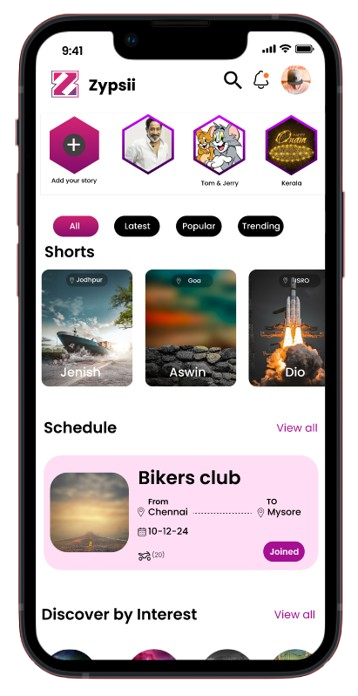 9:41
Zypsii
Add your story
Tom & Jerry
Kerala
All
Latest
Popular
Trending
Shorts
Jodhpur
Goa
ISRO
Jenish
Aswin
Dio
Schedule
View all
Bikers club
From
TO
Chennai
Mysore
10-12-24
(20)
Joined
Discover by Interest
View all